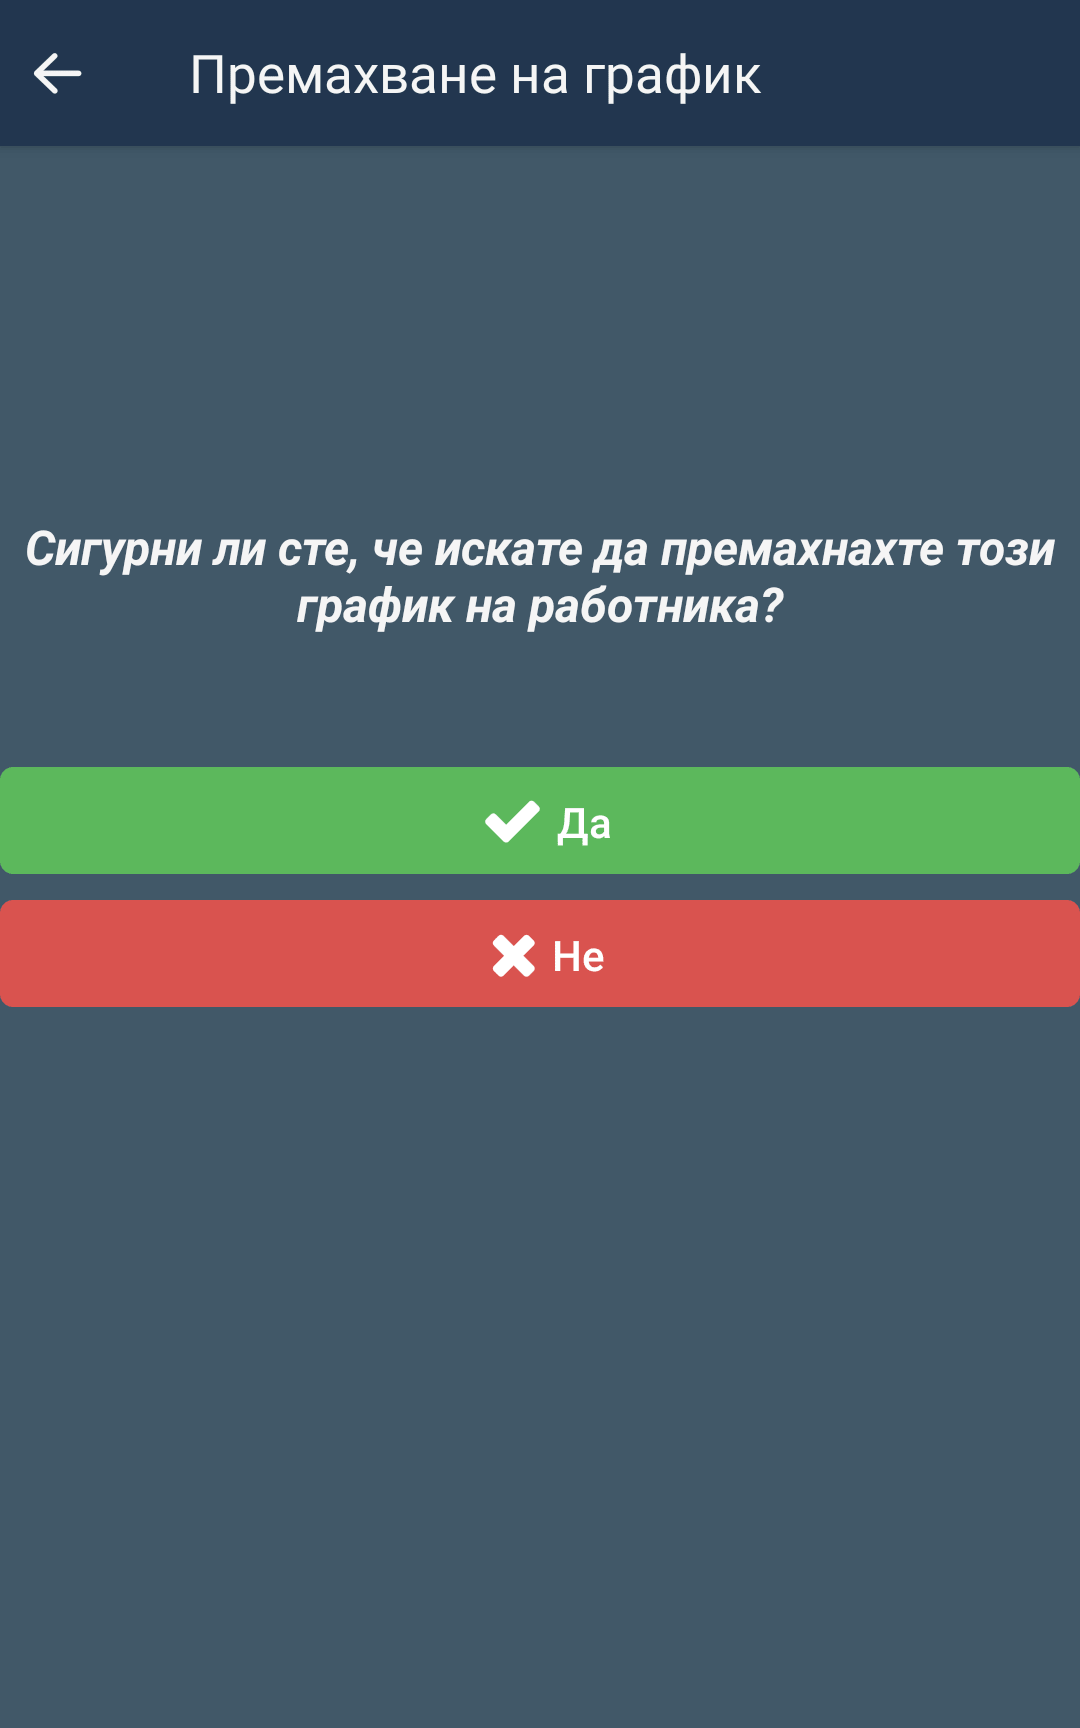 Премахване на график
Сигурни ли сте, че искате да премахнахте този
график на работника?
Да
Не